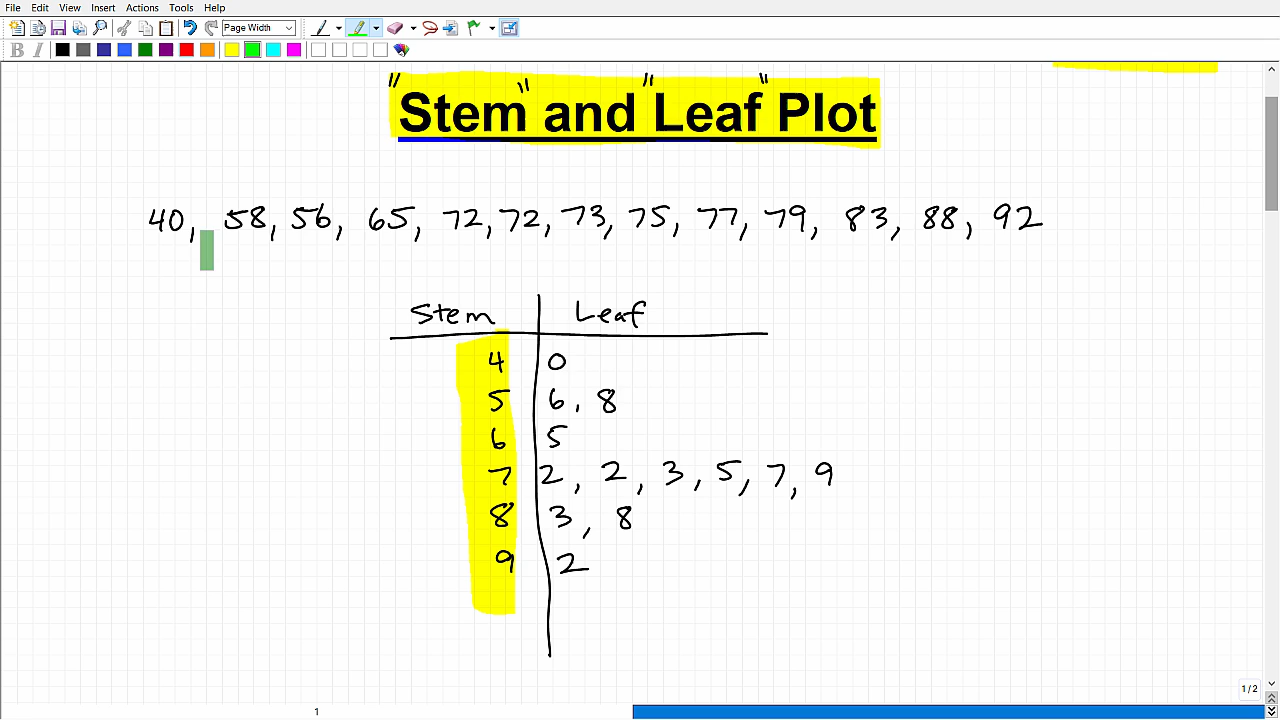 File Edit View Insert Actions Tools Help
Page Width
B I
"Stem" and "Leaf" Plot
40, 58, 56, 65, 72, 72, 73, 75, 77, 79, 83, 88, 92
Stem Leaf
4 0
5 6, 8
6 5
7 2, 2, 3, 5, 7, 9
8 3, 8
9 2
1/2
1